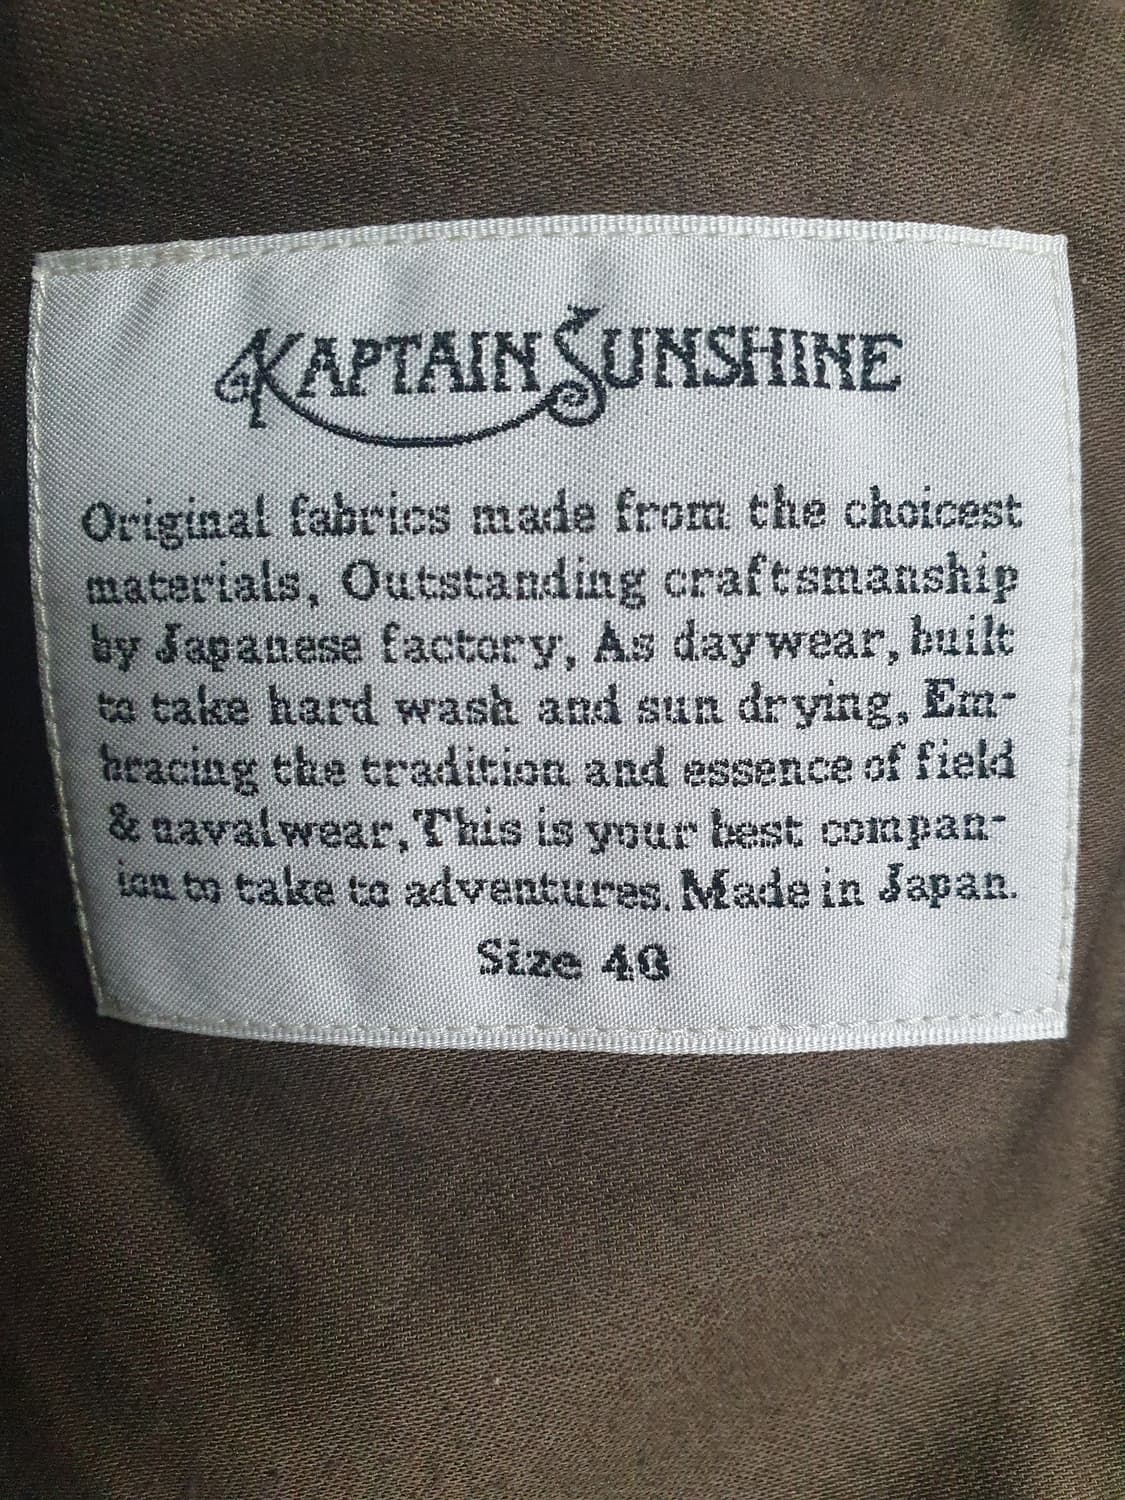 KAPTAIN SUNSHINE
Original fabrics made from the choicest
materials, Outstanding craftsmanship
by Japanese factory, As daywear, built
to take hard wash and sun drying, Em-
bracing the tradition and essence of field
& navalwear, This is your best compan-
ion to take to adventures. Made in Japan.
Size 40